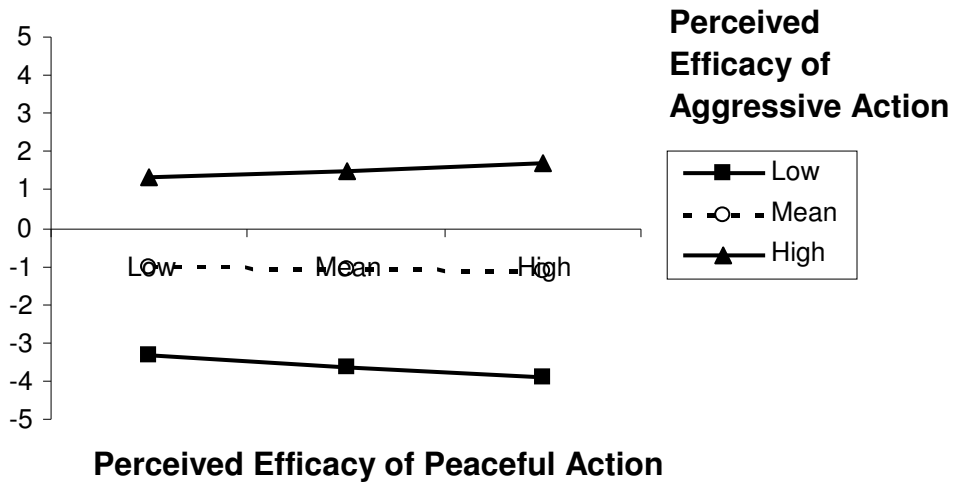 Perceived
Efficacy of
Aggressive Action
Low
Mean
High
5
4
3
2
1
0
-1
-2
-3
-4
-5
Low Mean High
Perceived Efficacy of Peaceful Action